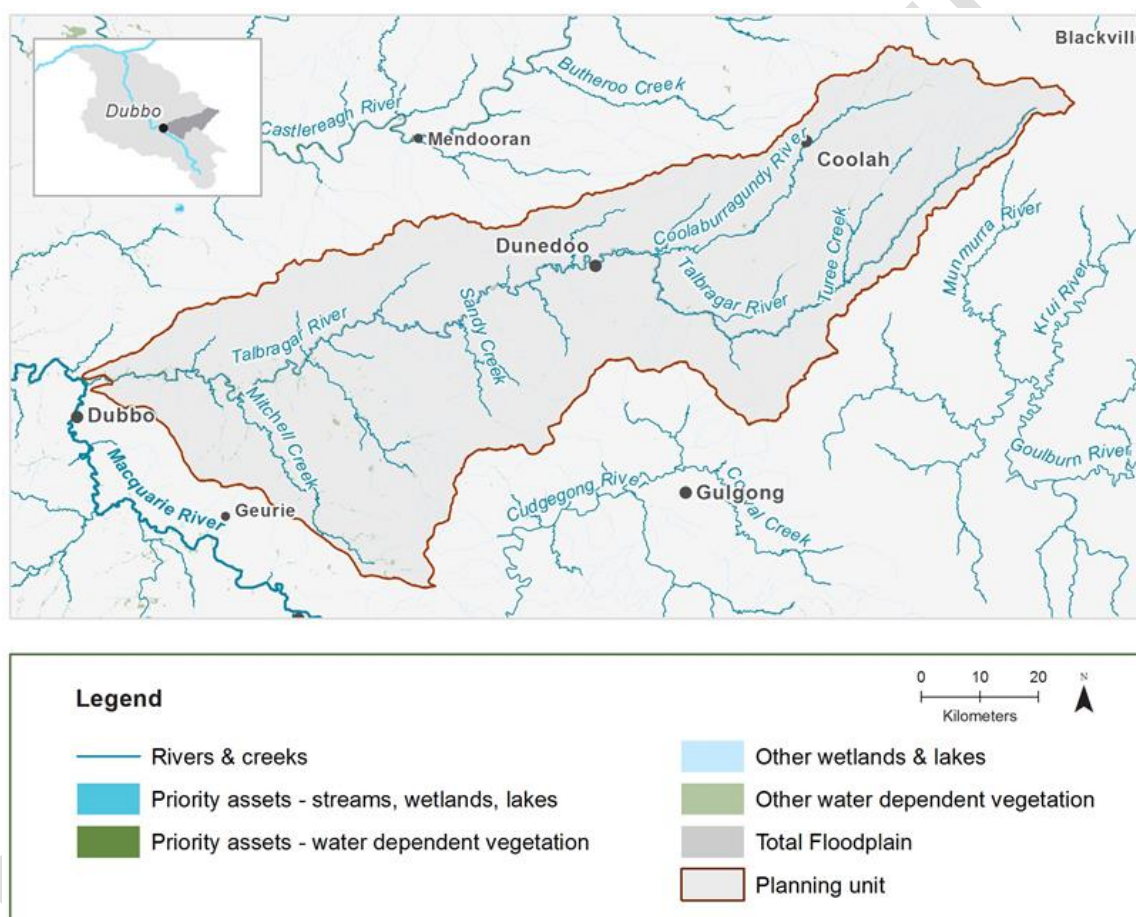 Blackvill
Dubbo
Butheroo Creek
Castlereagh River
Mendooran
Coolah
Coolaburragundy River
Dunedoo
Talbragar River
Turee Creek
Munmurra River
Krui River
Sandy Creek
Talbragar River
Mitchell Creek
Dubbo
Macquarie River
Geurie
Cudgegong River
Gulgong
Goulburn River
Legend
0 10 20
Kilometers
N
Rivers & creeks
Priority assets - streams, wetlands, lakes
Priority assets - water dependent vegetation
Other wetlands & lakes
Other water dependent vegetation
Total Floodplain
Planning unit